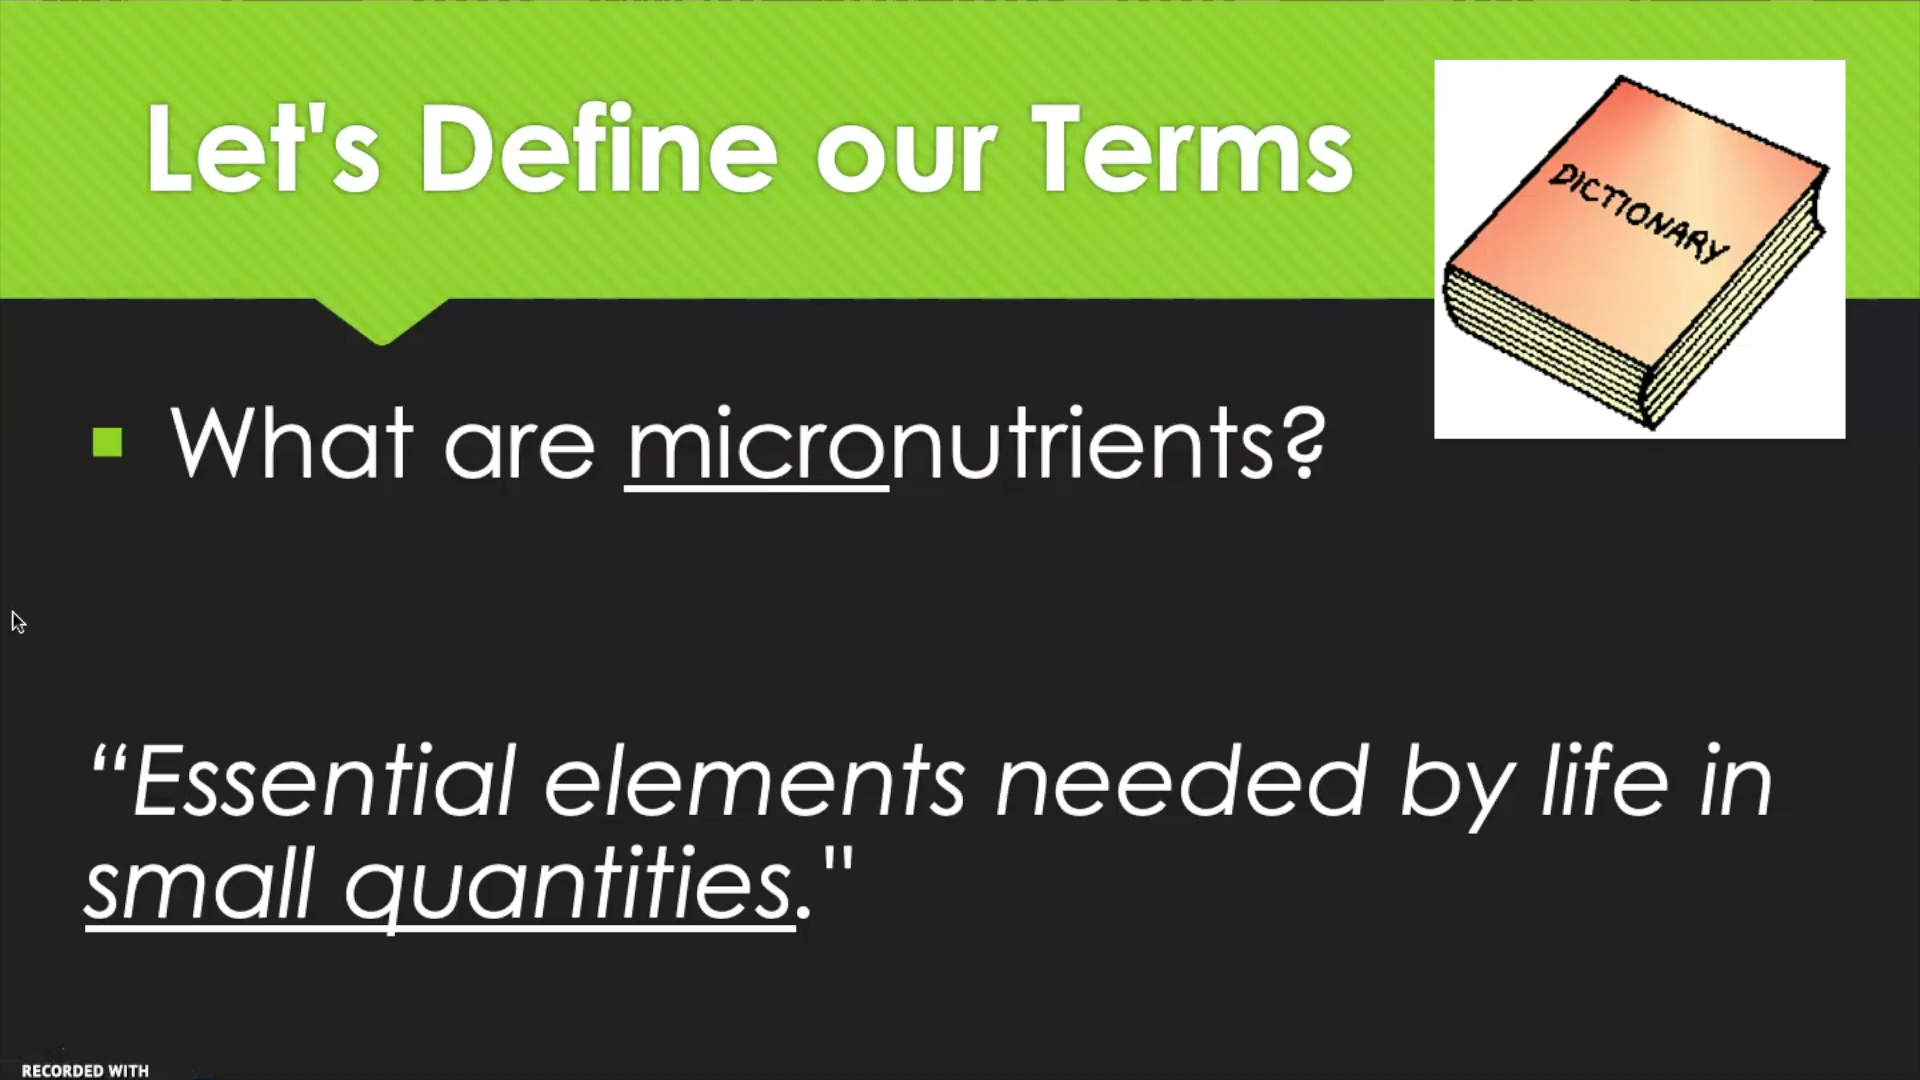 Let's Define our Terms
DICTIONARY
What are micronutrients?
“Essential elements needed by life in
small quantities."
RECORDED WITH